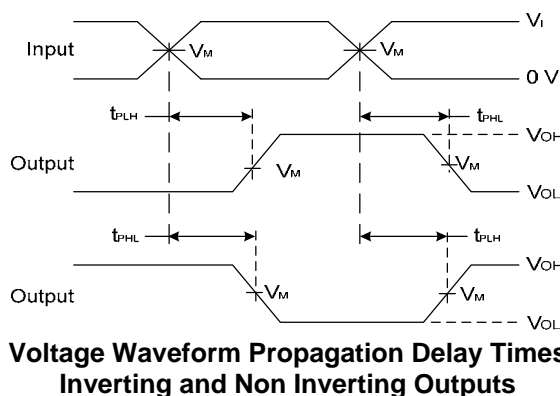 VI
Input
VM
VM
0 V
tPLH
tPHL
VOH
Output
VM
VM
VOL
tPHL
tPLH
VOH
Output
VM
VM
VOL
Voltage Waveform Propagation Delay Times
Inverting and Non Inverting Outputs